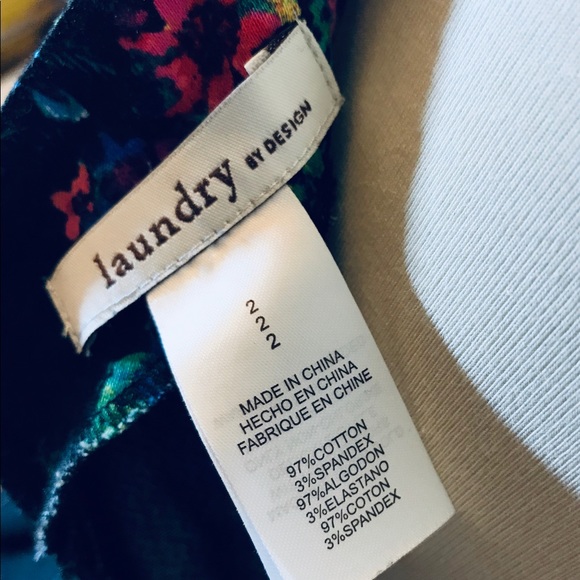 laundry BY DESIGN
2
2
2
MADE IN CHINA
HECHO EN CHINA
FABRIQUE EN CHINE
97%COTTON
3%SPANDEX
97%ALGODON
3%ELASTANO
97%COTON
3%SPANDEX